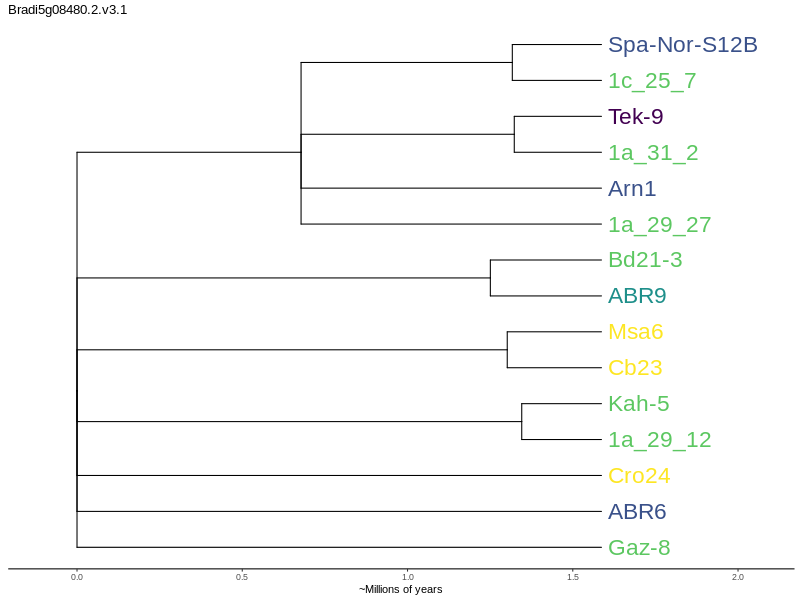 Bradi5g08480.2.v3.1
Spa-Nor-S12B
1c_25_7
Tek-9
1a_31_2
Arn1
1a_29_27
Bd21-3
ABR9
Msa6
Cb23
Kah-5
1a_29_12
Cro24
ABR6
Gaz-8
0.0 0.5 1.0 1.5 2.0
~Millions of years